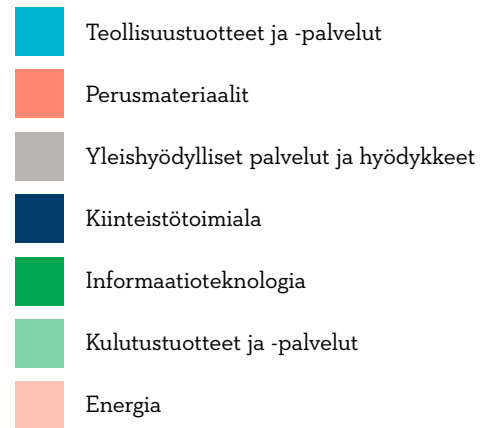 Teollisuustuotteet ja -palvelut
Perusmateriaalit
Yleishyödylliset palvelut ja hyödykkeet
Kiinteistötoimiala
Informaatioteknologia
Kulutustuotteet ja -palvelut
Energia